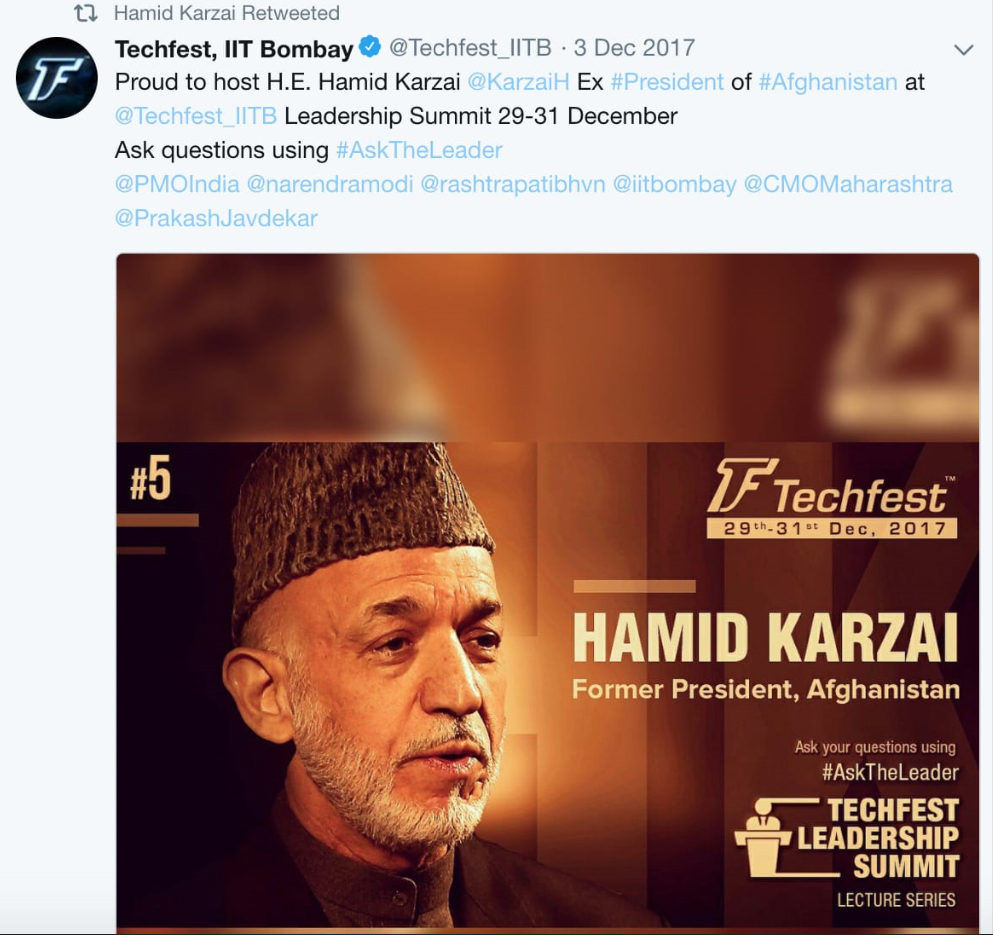 Hamid Karzai Retweeted
Techfest, IIT Bombay @Techfest_IITB · 3 Dec 2017
Proud to host H.E. Hamid Karzai @KarzaiH Ex #President of #Afghanistan at
@Techfest_IITB Leadership Summit 29-31 December
Ask questions using #AskTheLeader
@PMOIndia @narendramodi @rashtrapatibhvn @iitbombay @CMOMaharashtra
@PrakashJavdekar
#5
TF Techfest™
29th-31st Dec, 2017
HAMID KARZAI
Former President, Afghanistan
Ask your questions using
#AskTheLeader
TECHFEST
LEADERSHIP
SUMMIT
LECTURE SERIES